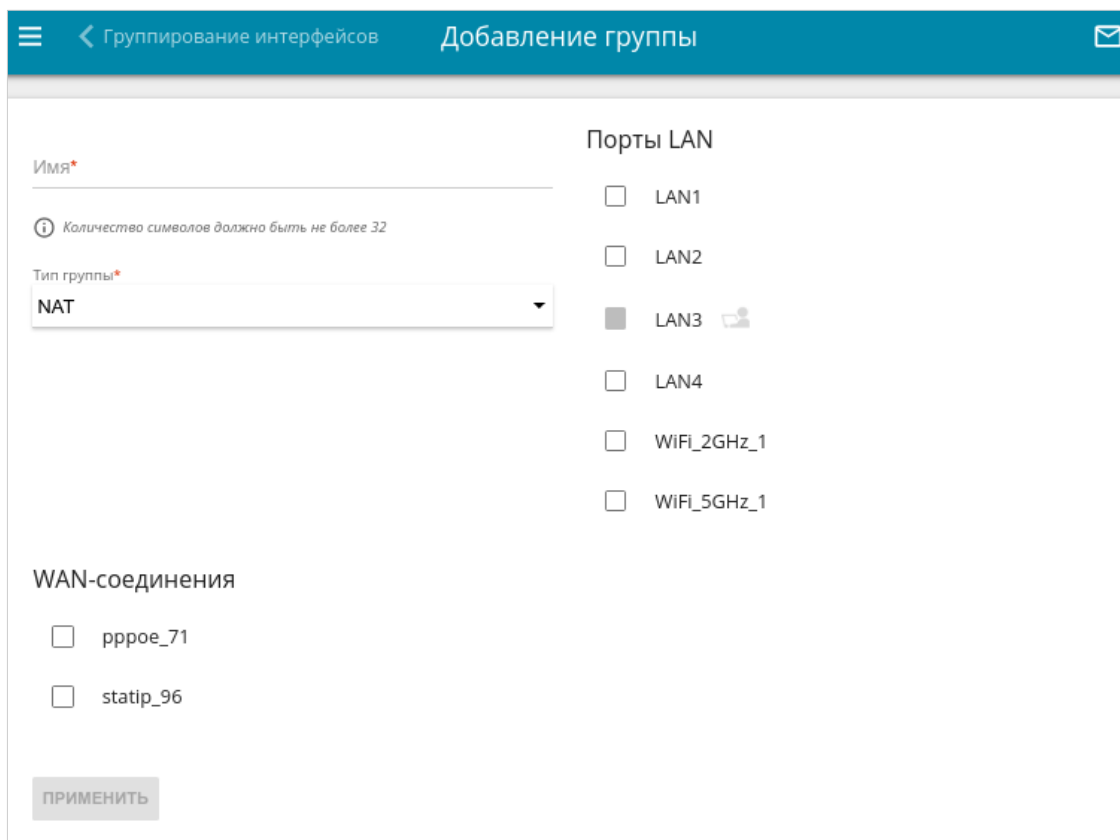 Группирование интерфейсов
Добавление группы
Имя*
Количество символов должно быть не более 32
Тип группы*
NAT
Порты LAN
LAN1
LAN2
LAN3
LAN4
WiFi_2GHz_1
WiFi_5GHz_1
WAN-соединения
pppoe_71
statip_96
ПРИМЕНИТЬ